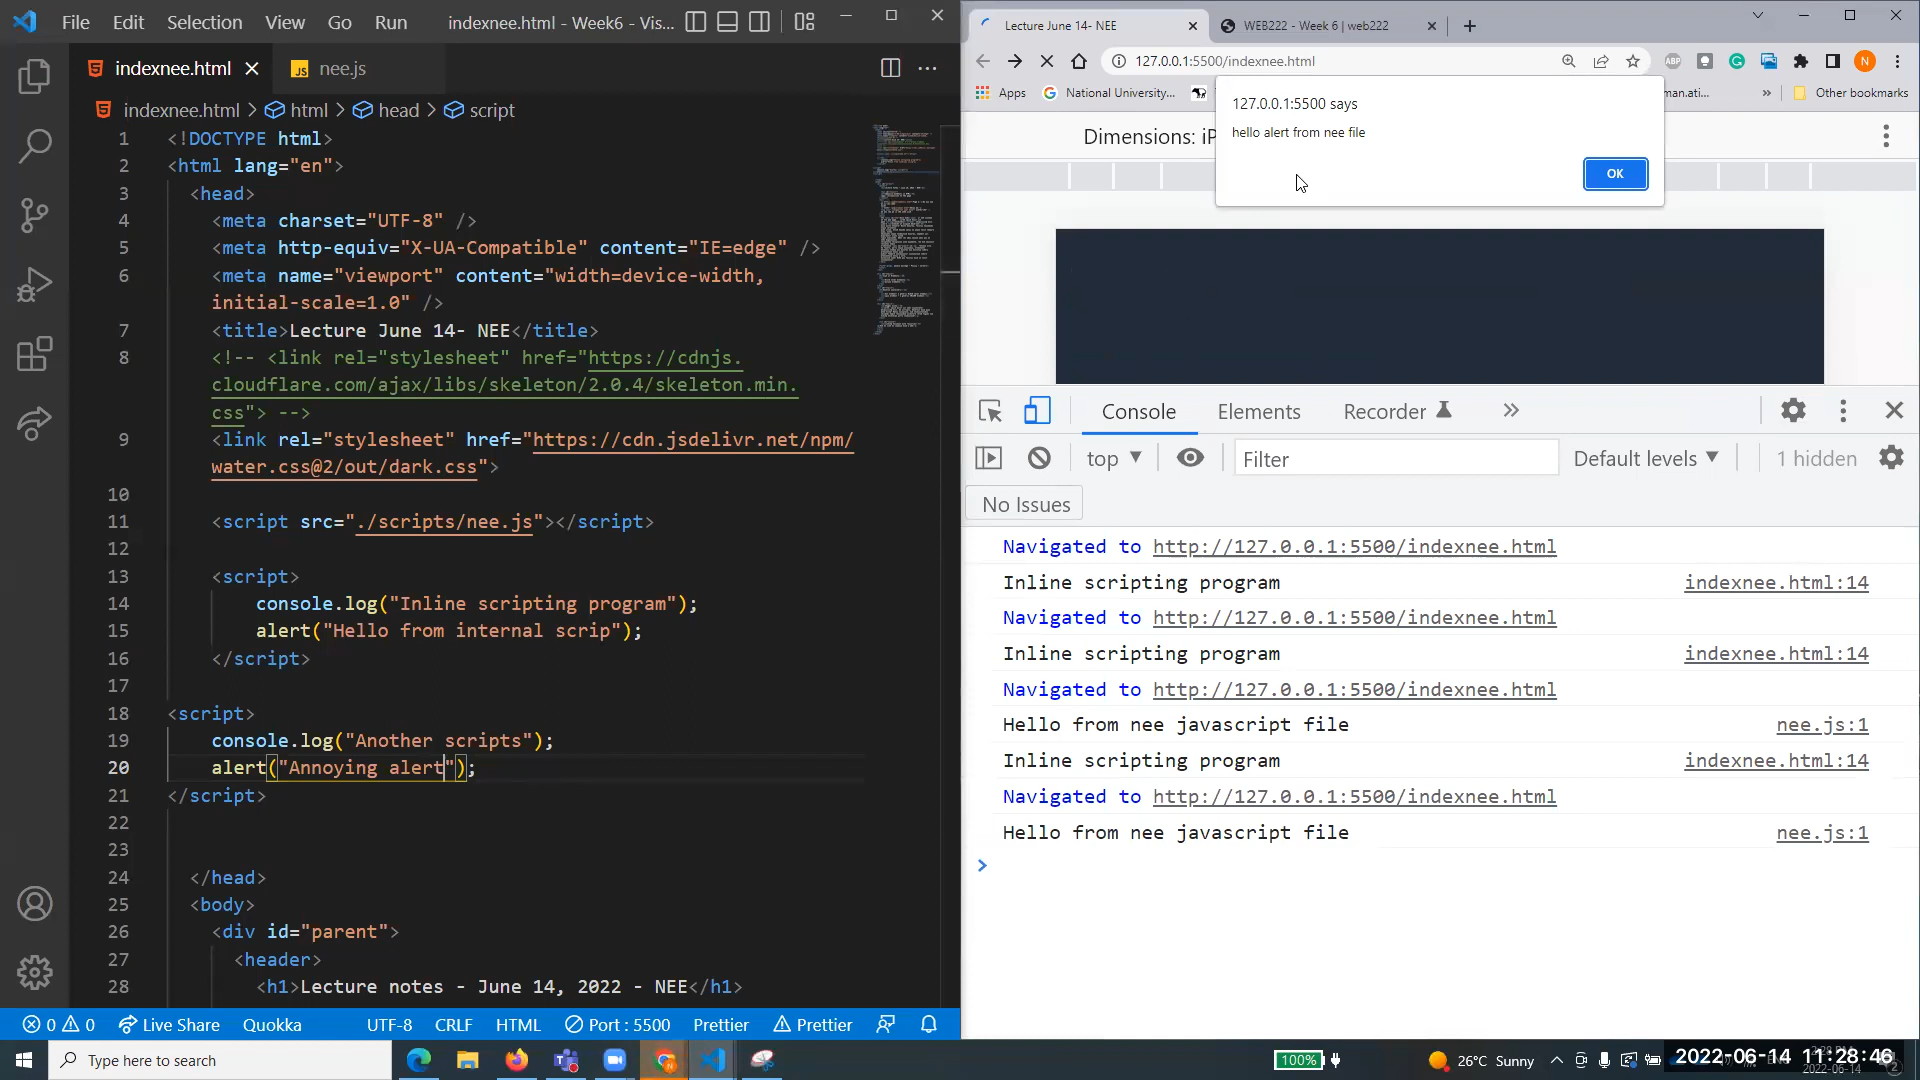 File Edit Selection View Go Run indexnee.html - Week6 - Vis...
indexnee.html nee.js
indexnee.html > html > head > script
1 <!DOCTYPE html>
2 <html lang="en">
3 <head>
4 <meta charset="UTF-8" />
5 <meta http-equiv="X-UA-Compatible" content="IE=edge" />
6 <meta name="viewport" content="width=device-width,
initial-scale=1.0" />
7 <title>Lecture June 14- NEE</title>
8 <!-- <link rel="stylesheet" href="https://cdnjs.
cloudflare.com/ajax/libs/skeleton/2.0.4/skeleton.min.
css"> -->
9 <link rel="stylesheet" href="https://cdn.jsdelivr.net/npm/
water.css@2/out/dark.css">
10
11 <script src="./scripts/nee.js"></script>
12
13 <script>
14 console.log("Inline scripting program");
15 alert("Hello from internal scrip");
16 </script>
17
18 <script>
19 console.log("Another scripts");
20 alert("Annoying alert");
21 </script>
22
23
24 </head>
25 <body>
26 <div id="parent">
27 <header>
28 <h1>Lecture notes - June 14, 2022 - NEE</h1>
0 0 Live Share Quokka UTF-8 CRLF HTML Port : 5500 Prettier Prettier
Lecture June 14- NEE WEB222 - Week 6 | web222
127.0.0.1:5500/indexnee.html ABP N
Apps National University... man.ati... » Other bookmarks
127.0.0.1:5500 says
hello alert from nee file
OK
Dimensions: iP
Console Elements Recorder »
top Filter Default levels 1 hidden
No Issues
Navigated to http://127.0.0.1:5500/indexnee.html
Inline scripting program indexnee.html:14
Navigated to http://127.0.0.1:5500/indexnee.html
Inline scripting program indexnee.html:14
Navigated to http://127.0.0.1:5500/indexnee.html
Hello from nee javascript file nee.js:1
Inline scripting program indexnee.html:14
Navigated to http://127.0.0.1:5500/indexnee.html
Hello from nee javascript file nee.js:1
>
Type here to search 100% 26°C Sunny 2022-06-14 11:28:46
2022-06-14